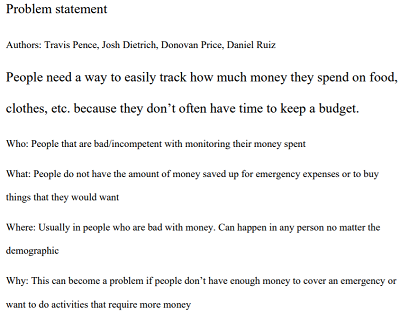 Problem statement
Authors: Travis Pence, Josh Dietrich, Donovan Price, Daniel Ruiz
People need a way to easily track how much money they spend on food,
clothes, etc. because they don't often have time to keep a budget.
Who: People that are bad/incompetent with monitoring their money spent
What: People do not have the amount of money saved up for emergency expenses or to buy
things that they would want
Where: Usually in people who are bad with money. Can happen in any person no matter the
demographic
Why: This can become a problem if people don't have enough money to cover an emergency or
want to do activities that require more money